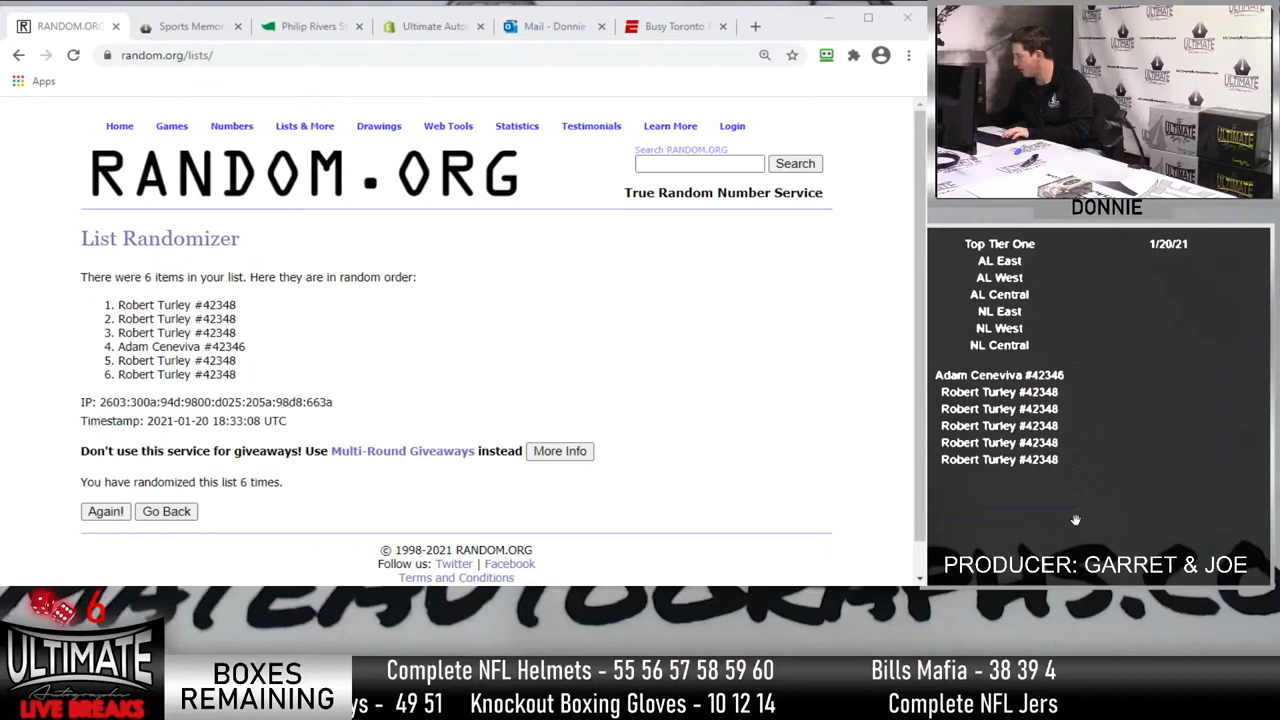 RANDOM.ORG
Sports Memor
Philip Rivers S
Ultimate Auto
Mail - Donnie
Busy Toronto
random.org/lists/
Apps
Home Games Numbers Lists & More Drawings Web Tools Statistics Testimonials Learn More Login
RANDOM.ORG
Search RANDOM.ORG
Search
True Random Number Service
List Randomizer
There were 6 items in your list. Here they are in random order:
1. Robert Turley #42348
2. Robert Turley #42348
3. Robert Turley #42348
4. Adam Ceneviva #42346
5. Robert Turley #42348
6. Robert Turley #42348
IP: 2603:300a:94d:9800:d025:205a:98d8:663a
Timestamp: 2021-01-20 18:33:08 UTC
Don't use this service for giveaways! Use Multi-Round Giveaways instead More Info
You have randomized this list 6 times.
Again! Go Back
© 1998-2021 RANDOM.ORG
Follow us: Twitter | Facebook
Terms and Conditions
ULTIMATE
DONNIE
Top Tier One 1/20/21
AL East
AL West
AL Central
NL East
NL West
NL Central
Adam Ceneviva #42346
Robert Turley #42348
Robert Turley #42348
Robert Turley #42348
Robert Turley #42348
Robert Turley #42348
PRODUCER: GARRET & JOE
6
ULTIMATE
Autographs
LIVE BREAKS
BOXES
REMAINING
Complete NFL Helmets - 55 56 57 58 59 60 Bills Mafia - 38 39 4
ys - 49 51 Knockout Boxing Gloves - 10 12 14 Complete NFL Jers